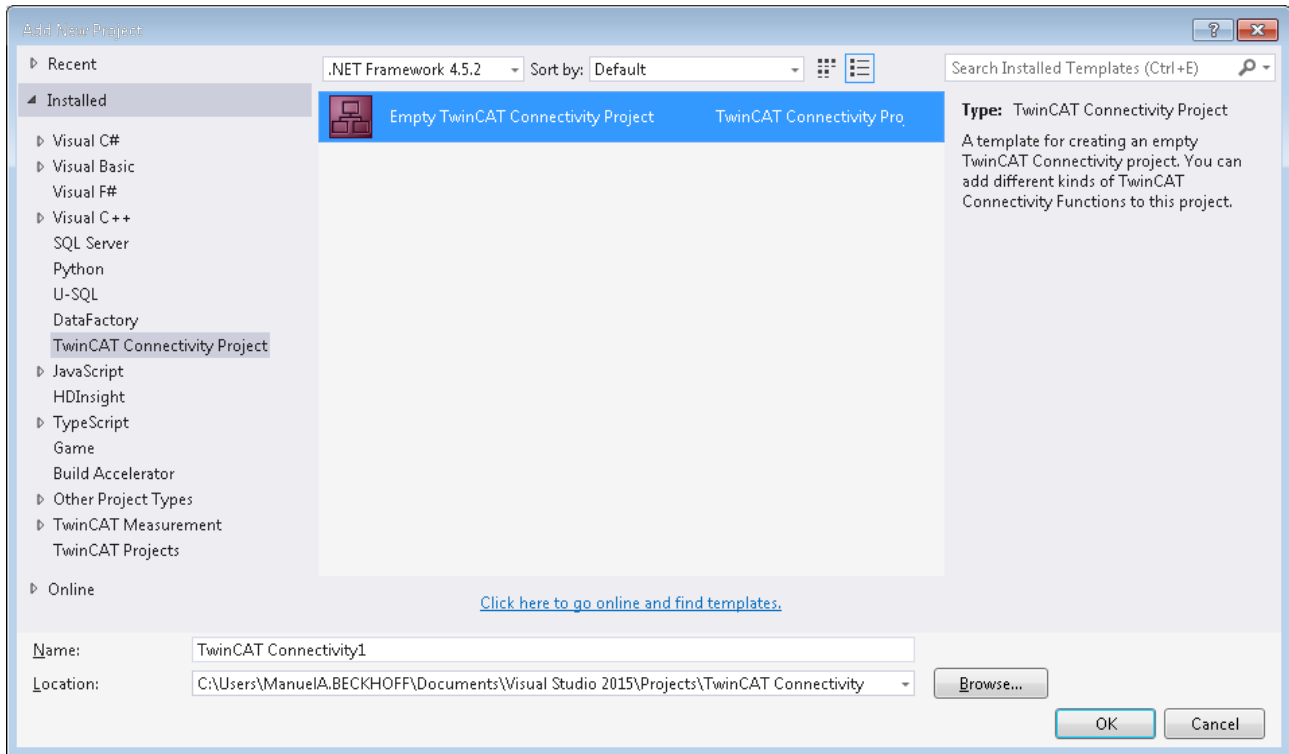 Add New Project
Recent
.NET Framework 4.5.2
Sort by: Default
Search Installed Templates (Ctrl+E)
Installed
Visual C#
Visual Basic
Visual F#
Visual C++
SQL Server
Python
U-SQL
DataFactory
TwinCAT Connectivity Project
JavaScript
HDInsight
TypeScript
Game
Build Accelerator
Other Project Types
TwinCAT Measurement
TwinCAT Projects
Online
Empty TwinCAT Connectivity Project
TwinCAT Connectivity Proj
Type: TwinCAT Connectivity Project
A template for creating an empty
TwinCAT Connectivity project. You can
add different kinds of TwinCAT
Connectivity Functions to this project.
Click here to go online and find templates.
Name:
TwinCAT Connectivity1
Location:
C:\Users\ManuelA.BECKHOFF\Documents\Visual Studio 2015\Projects\TwinCAT Connectivity
Browse...
OK
Cancel